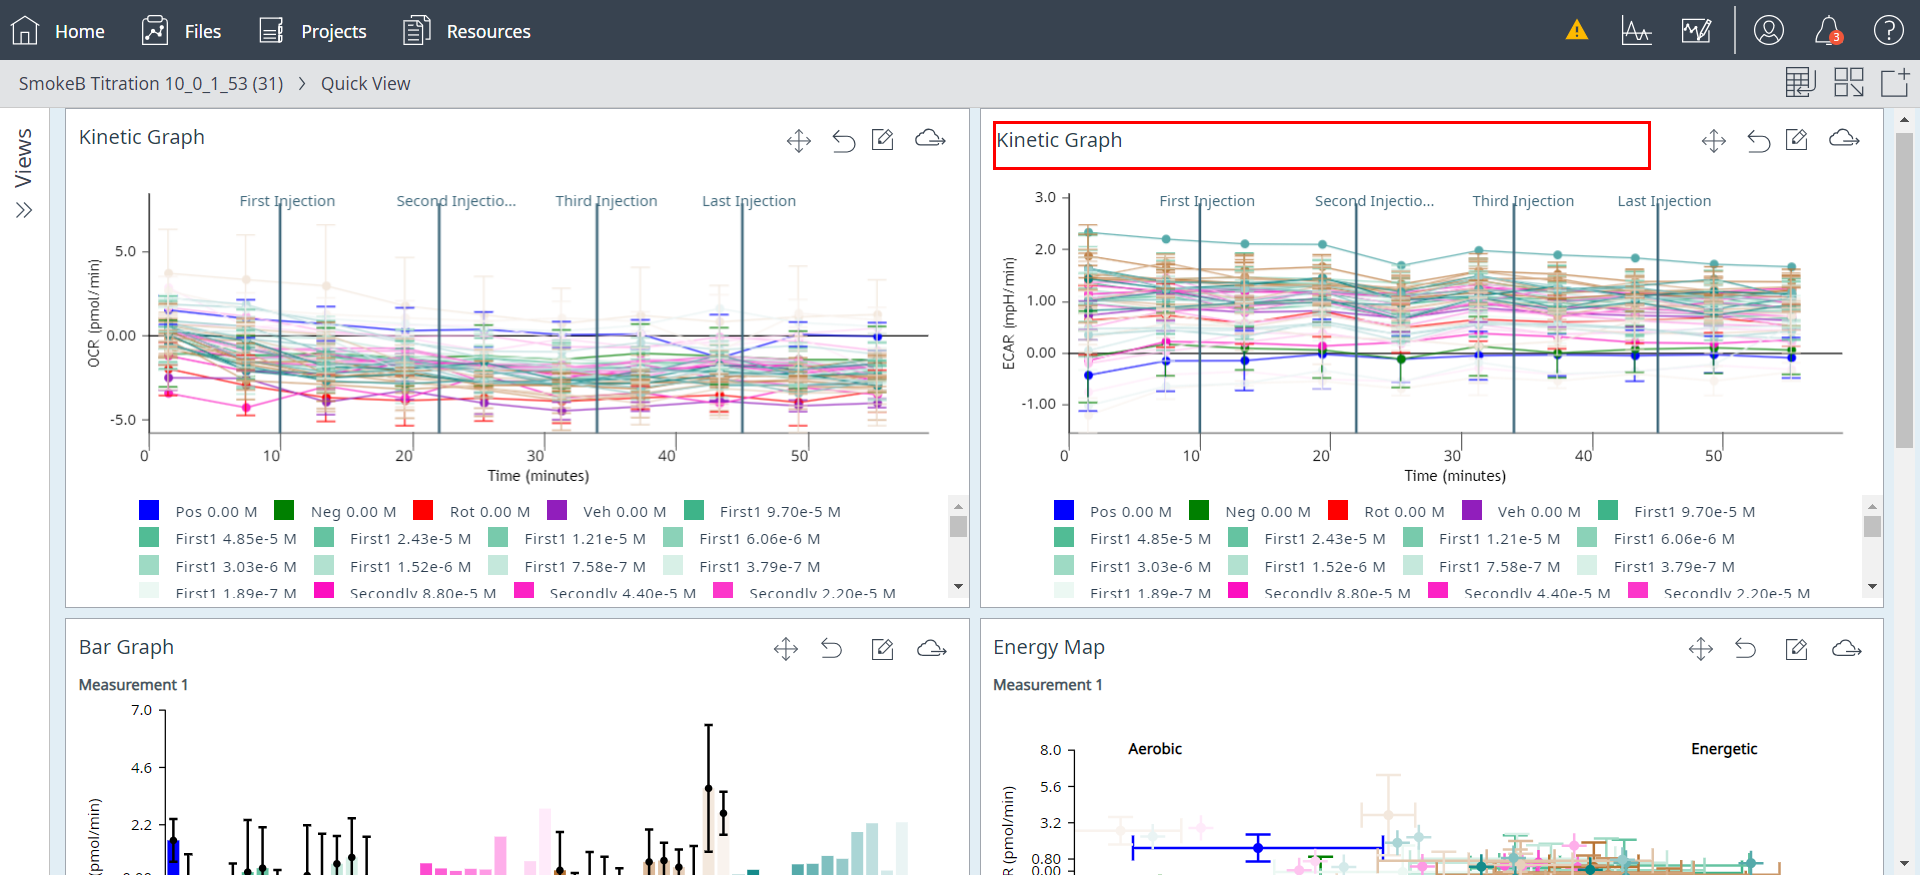 Home Files Projects Resources 3
SmokeB Titration 10_0_1_53 (31) > Quick View
Views
Kinetic Graph
First Injection Second Injectio... Third Injection Last Injection
OCR (pmol/min)
5.0
0.00
-5.0
0 10 20 30 40 50
Time (minutes)
Pos 0.00 M Neg 0.00 M Rot 0.00 M Veh 0.00 M First1 9.70e-5 M
First1 4.85e-5 M First1 2.43e-5 M First1 1.21e-5 M First1 6.06e-6 M
First1 3.03e-6 M First1 1.52e-6 M First1 7.58e-7 M First1 3.79e-7 M
First1 1.89e-7 M Secondly 8.80e-5 M Secondly 4.40e-5 M Secondly 2.20e-5 M
Kinetic Graph
First Injection Second Injectio... Third Injection Last Injection
ECAR (mpH/min)
3.0
2.0
1.00
0.00
-1.00
0 10 20 30 40 50
Time (minutes)
Pos 0.00 M Neg 0.00 M Rot 0.00 M Veh 0.00 M First1 9.70e-5 M
First1 4.85e-5 M First1 2.43e-5 M First1 1.21e-5 M First1 6.06e-6 M
First1 3.03e-6 M First1 1.52e-6 M First1 7.58e-7 M First1 3.79e-7 M
First1 1.89e-7 M Secondly 8.80e-5 M Secondly 4.40e-5 M Secondly 2.20e-5 M
Bar Graph
Measurement 1
7.0
4.6
2.2
(pmol/min)
Energy Map
Measurement 1
Aerobic Energetic
8.0
5.6
3.2
0.80
0.00
R (pmol/min)